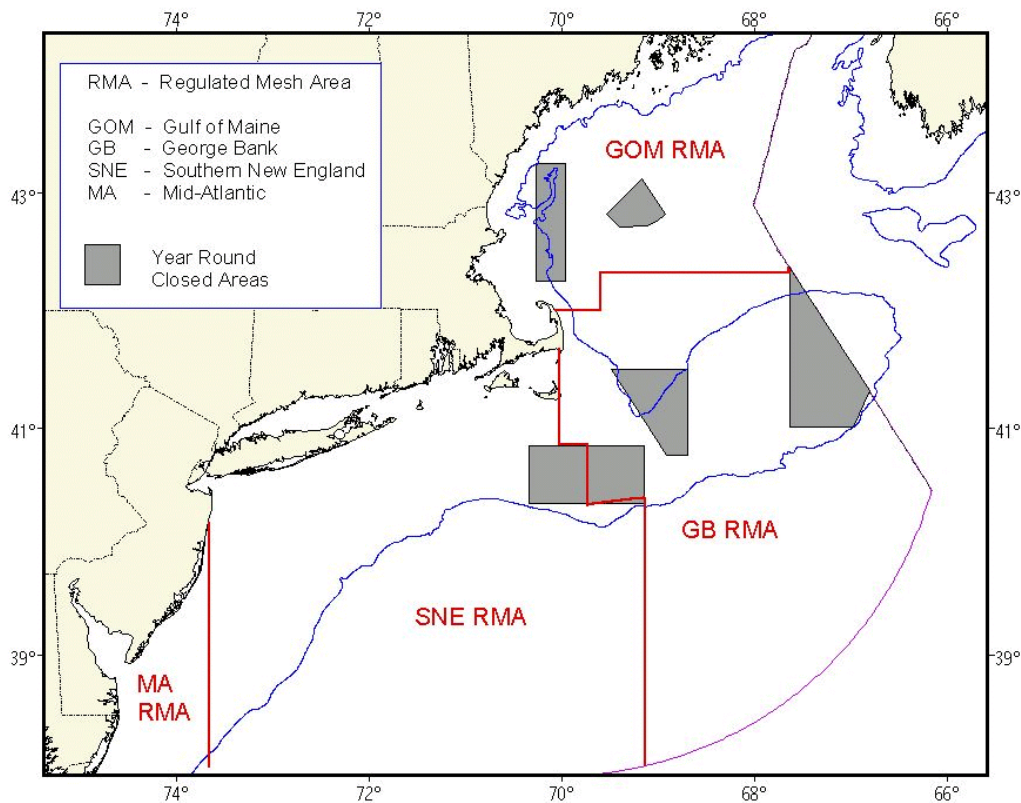 74° 72° 70° 68° 66°
RMA - Regulated Mesh Area
GOM - Gulf of Maine
GB - George Bank
SNE - Southern New England
MA - Mid-Atlantic
Year Round
Closed Areas
GOM RMA
43° 43°
41° 41°
GB RMA
SNE RMA
39° 39°
MA
RMA
74° 72° 70° 68° 66°